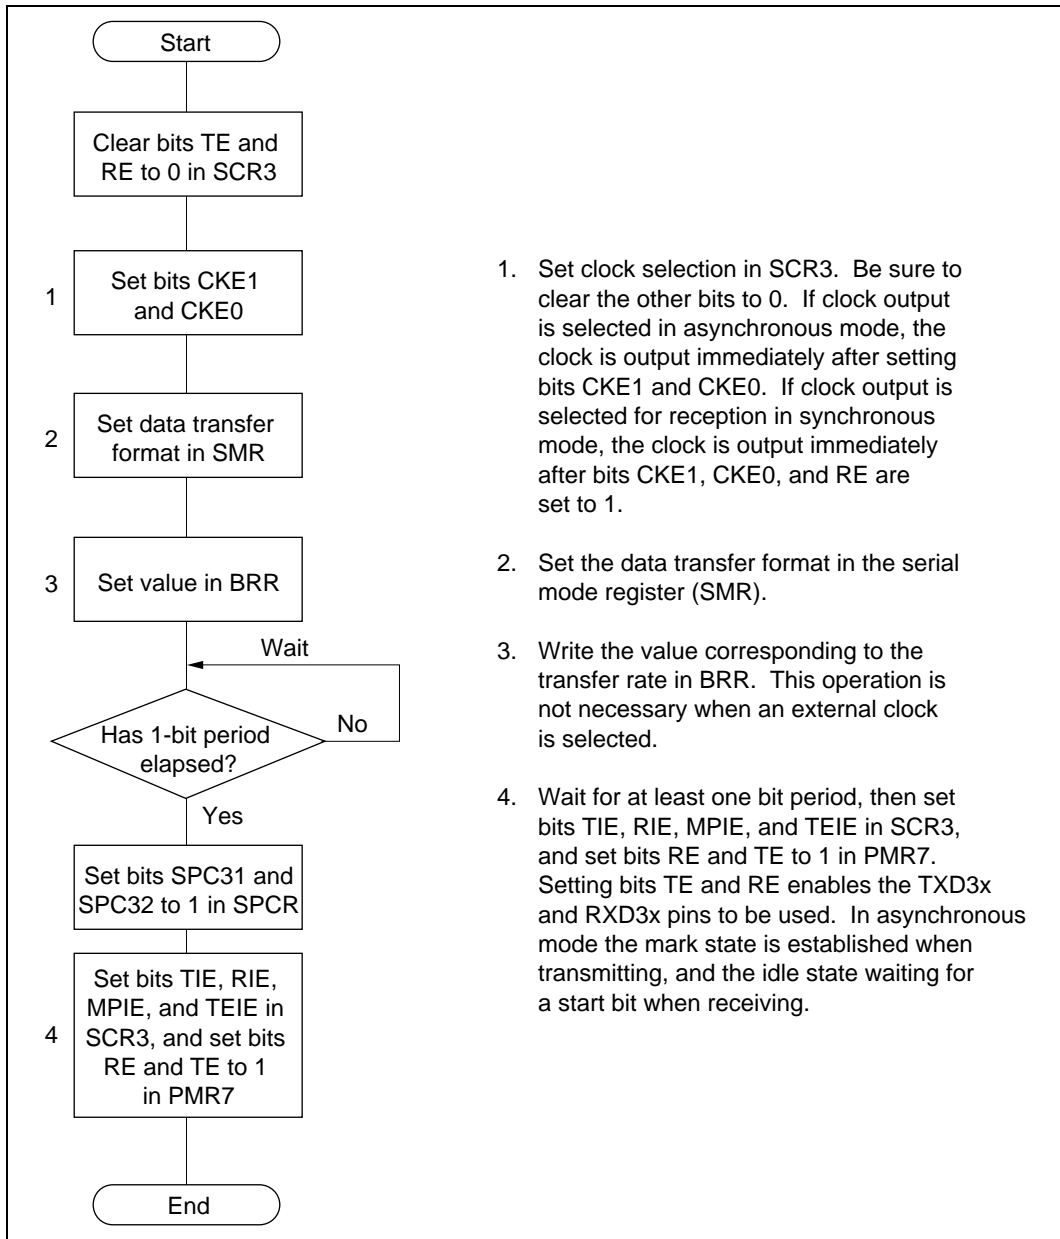 Start
Clear bits TE and
RE to 0 in SCR3
1
Set bits CKE1
and CKE0
2
Set data transfer
format in SMR
3
Set value in BRR
Wait
Has 1-bit period
elapsed?
No
Yes
Set bits SPC31 and
SPC32 to 1 in SPCR
4
Set bits TIE, RIE,
MPIE, and TEIE in
SCR3, and set bits
RE and TE to 1
in PMR7
End
1. Set clock selection in SCR3. Be sure to
clear the other bits to 0. If clock output
is selected in asynchronous mode, the
clock is output immediately after setting
bits CKE1 and CKE0. If clock output is
selected for reception in synchronous
mode, the clock is output immediately
after bits CKE1, CKE0, and RE are
set to 1.
2. Set the data transfer format in the serial
mode register (SMR).
3. Write the value corresponding to the
transfer rate in BRR. This operation is
not necessary when an external clock
is selected.
4. Wait for at least one bit period, then set
bits TIE, RIE, MPIE, and TEIE in SCR3,
and set bits RE and TE to 1 in PMR7.
Setting bits TE and RE enables the TXD3x
and RXD3x pins to be used. In asynchronous
mode the mark state is established when
transmitting, and the idle state waiting for
a start bit when receiving.